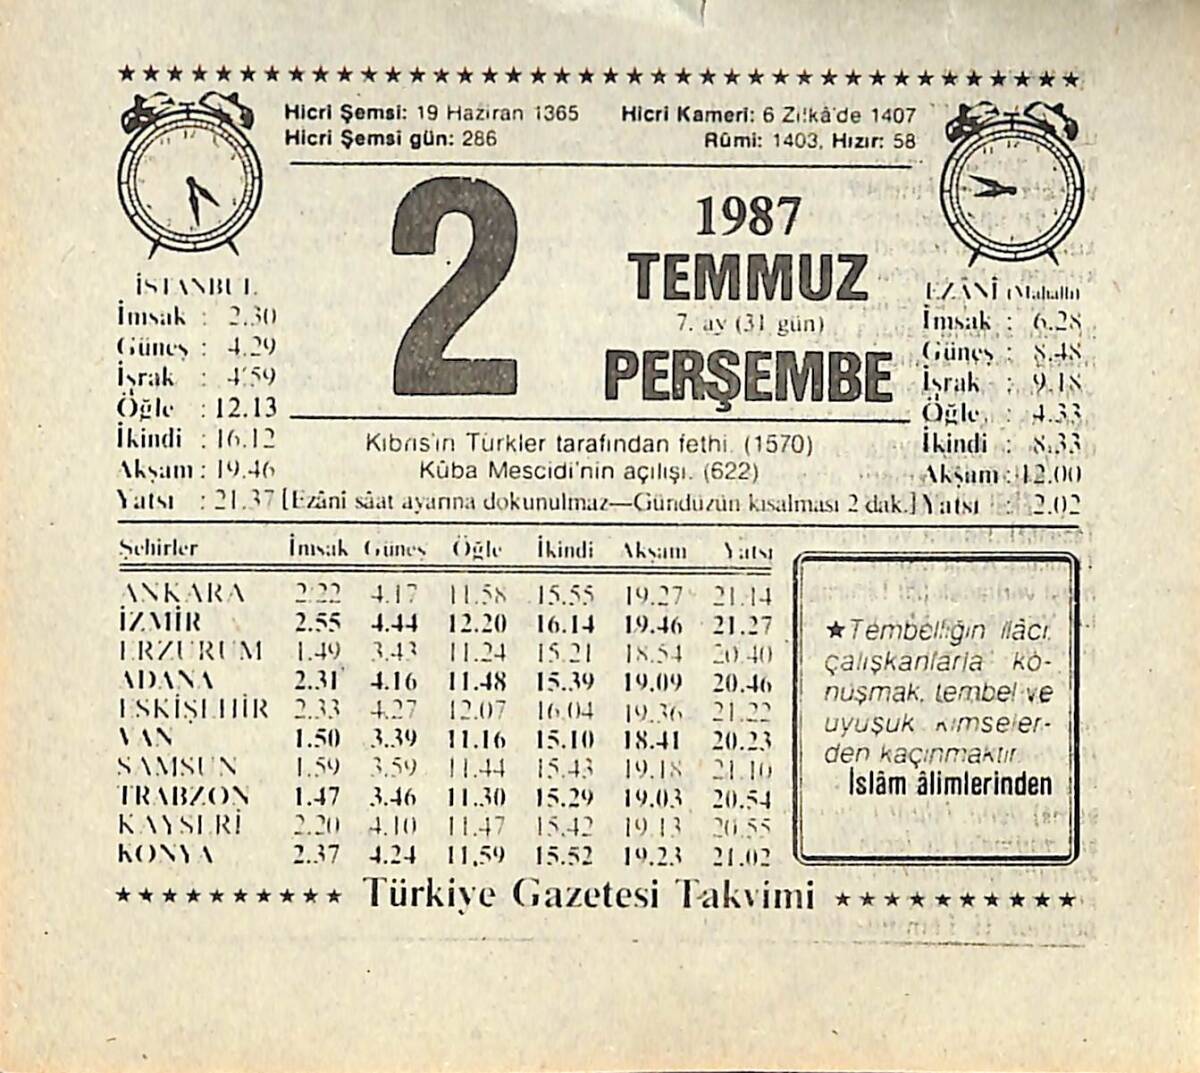 Hicri Şemsi: 19 Haziran 1365
Hicri Şemsi gün: 286
Hicri Kameri: 6 Zilkâ'de 1407
Rûmi: 1403, Hızır: 58
2
1987
TEMMUZ
7. ay (31 gün)
PERŞEMBE
İSTANBUL
İmsak : 2.30
Güneş : 4.29
İşrak : 4.59
Öğle : 12.13
İkindi : 16.12
Akşam : 19.46
Yatsı : 21.37
EZÂNÎ (Mahalli)
İmsak : 6.28
Güneş : 8.48
İşrak : 9.18
Öğle : 4.33
İkindi : 8.33
Akşam : 12.00
Yatsı : 2.02
Kıbrıs'ın Türkler tarafından fethi. (1570)
Kûba Mescidi'nin açılışı. (622)
[Ezânî sâat ayarına dokunulmaz—Gündüzün kısalması 2 dak.]
Şehirler İmsak Güneş Öğle İkindi Akşam Yatsı
ANKARA 2.22 4.17 11.58 15.55 19.27 21.14
İZMİR 2.55 4.44 12.20 16.14 19.46 21.27
ERZURUM 1.49 3.43 11.24 15.21 18.54 20.40
ADANA 2.31 4.16 11.48 15.39 19.09 20.46
ESKİŞEHİR 2.33 4.27 12.07 16.04 19.36 21.22
VAN 1.50 3.39 11.16 15.10 18.41 20.23
SAMSUN 1.59 3.59 11.44 15.43 19.18 21.10
TRABZON 1.47 3.46 11.30 15.29 19.03 20.54
KAYSERİ 2.20 4.10 11.47 15.42 19.13 20.55
KONYA 2.37 4.24 11,59 15.52 19.23 21.02
★Tembelliğin ilâcı,
çalışkanlarla ko-
nuşmak, tembel ve
uyuşuk kimseler-
den kaçınmaktır.
İslâm âlimlerinden
Türkiye Gazetesi Takvimi